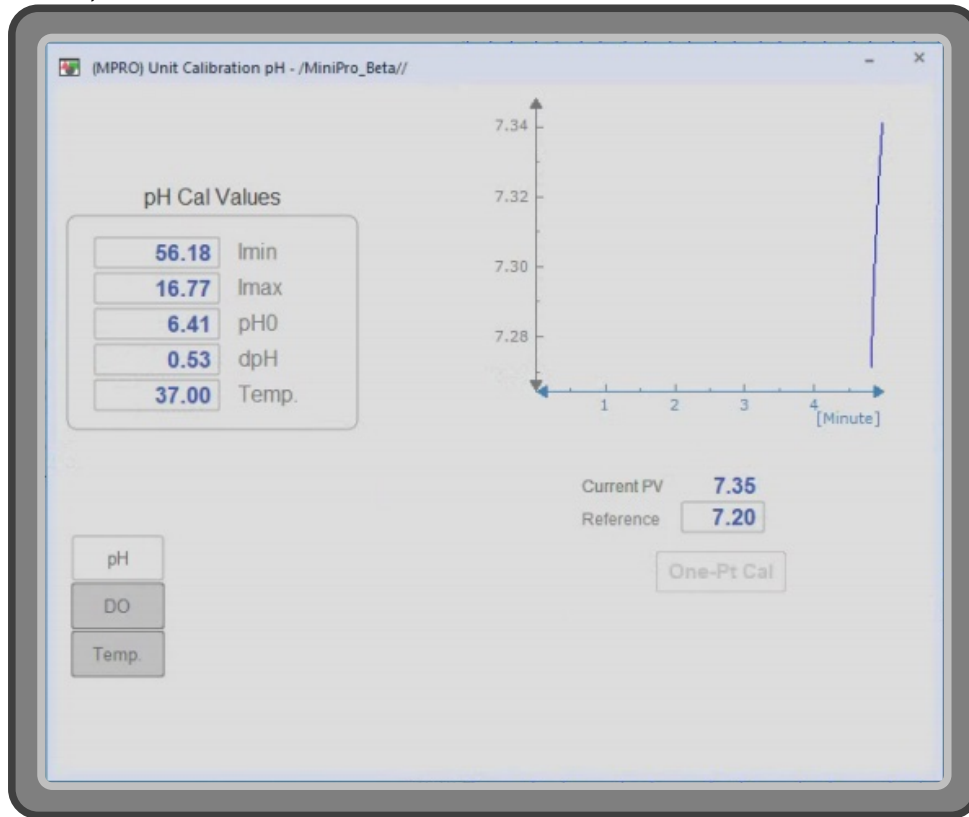 (MPRO) Unit Calibration pH - /MiniPro_Beta//
pH Cal Values
56.18 Imin
16.77 Imax
6.41 pH0
0.53 dpH
37.00 Temp.
7.34
7.32
7.30
7.28
1 2 3 4
[Minute]
Current PV 7.35
Reference 7.20
One-Pt Cal
pH
DO
Temp.